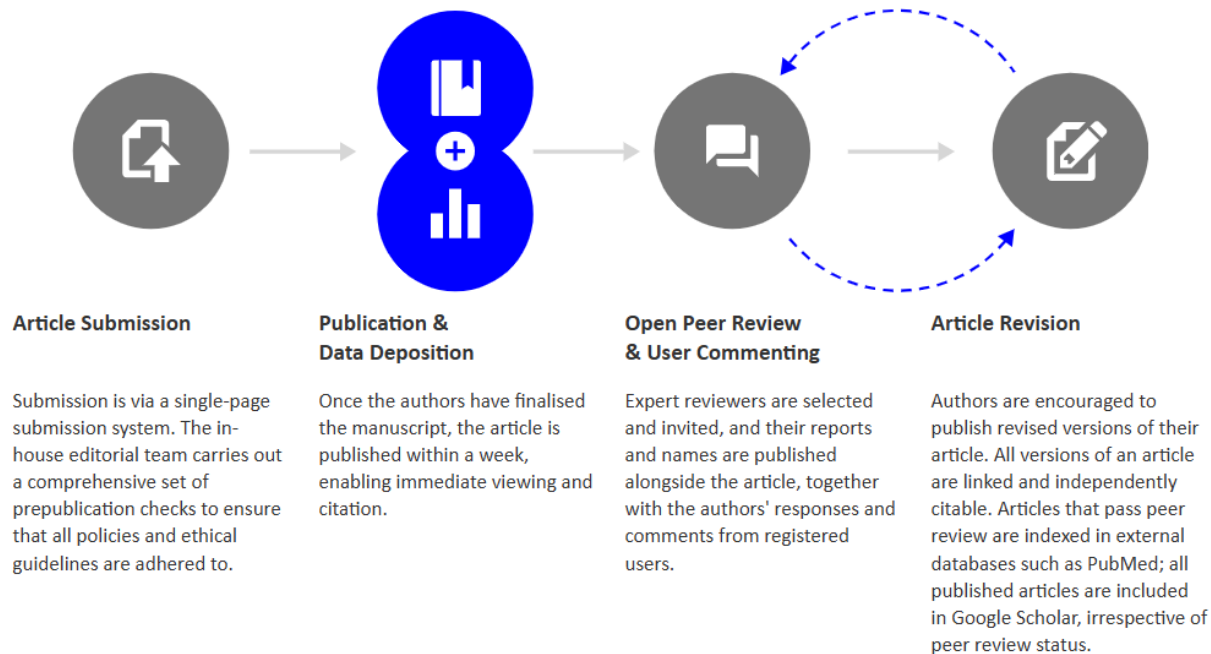 Article Submission
Submission is via a single-page
submission system. The in-
house editorial team carries out
a comprehensive set of
prepublication checks to ensure
that all policies and ethical
guidelines are adhered to.
Publication &
Data Deposition
Once the authors have finalised
the manuscript, the article is
published within a week,
enabling immediate viewing and
citation.
Open Peer Review
& User Commenting
Expert reviewers are selected
and invited, and their reports
and names are published
alongside the article, together
with the authors' responses and
comments from registered
users.
Article Revision
Authors are encouraged to
publish revised versions of their
article. All versions of an article
are linked and independently
citable. Articles that pass peer
review are indexed in external
databases such as PubMed; all
published articles are included
in Google Scholar, irrespective of
peer review status.